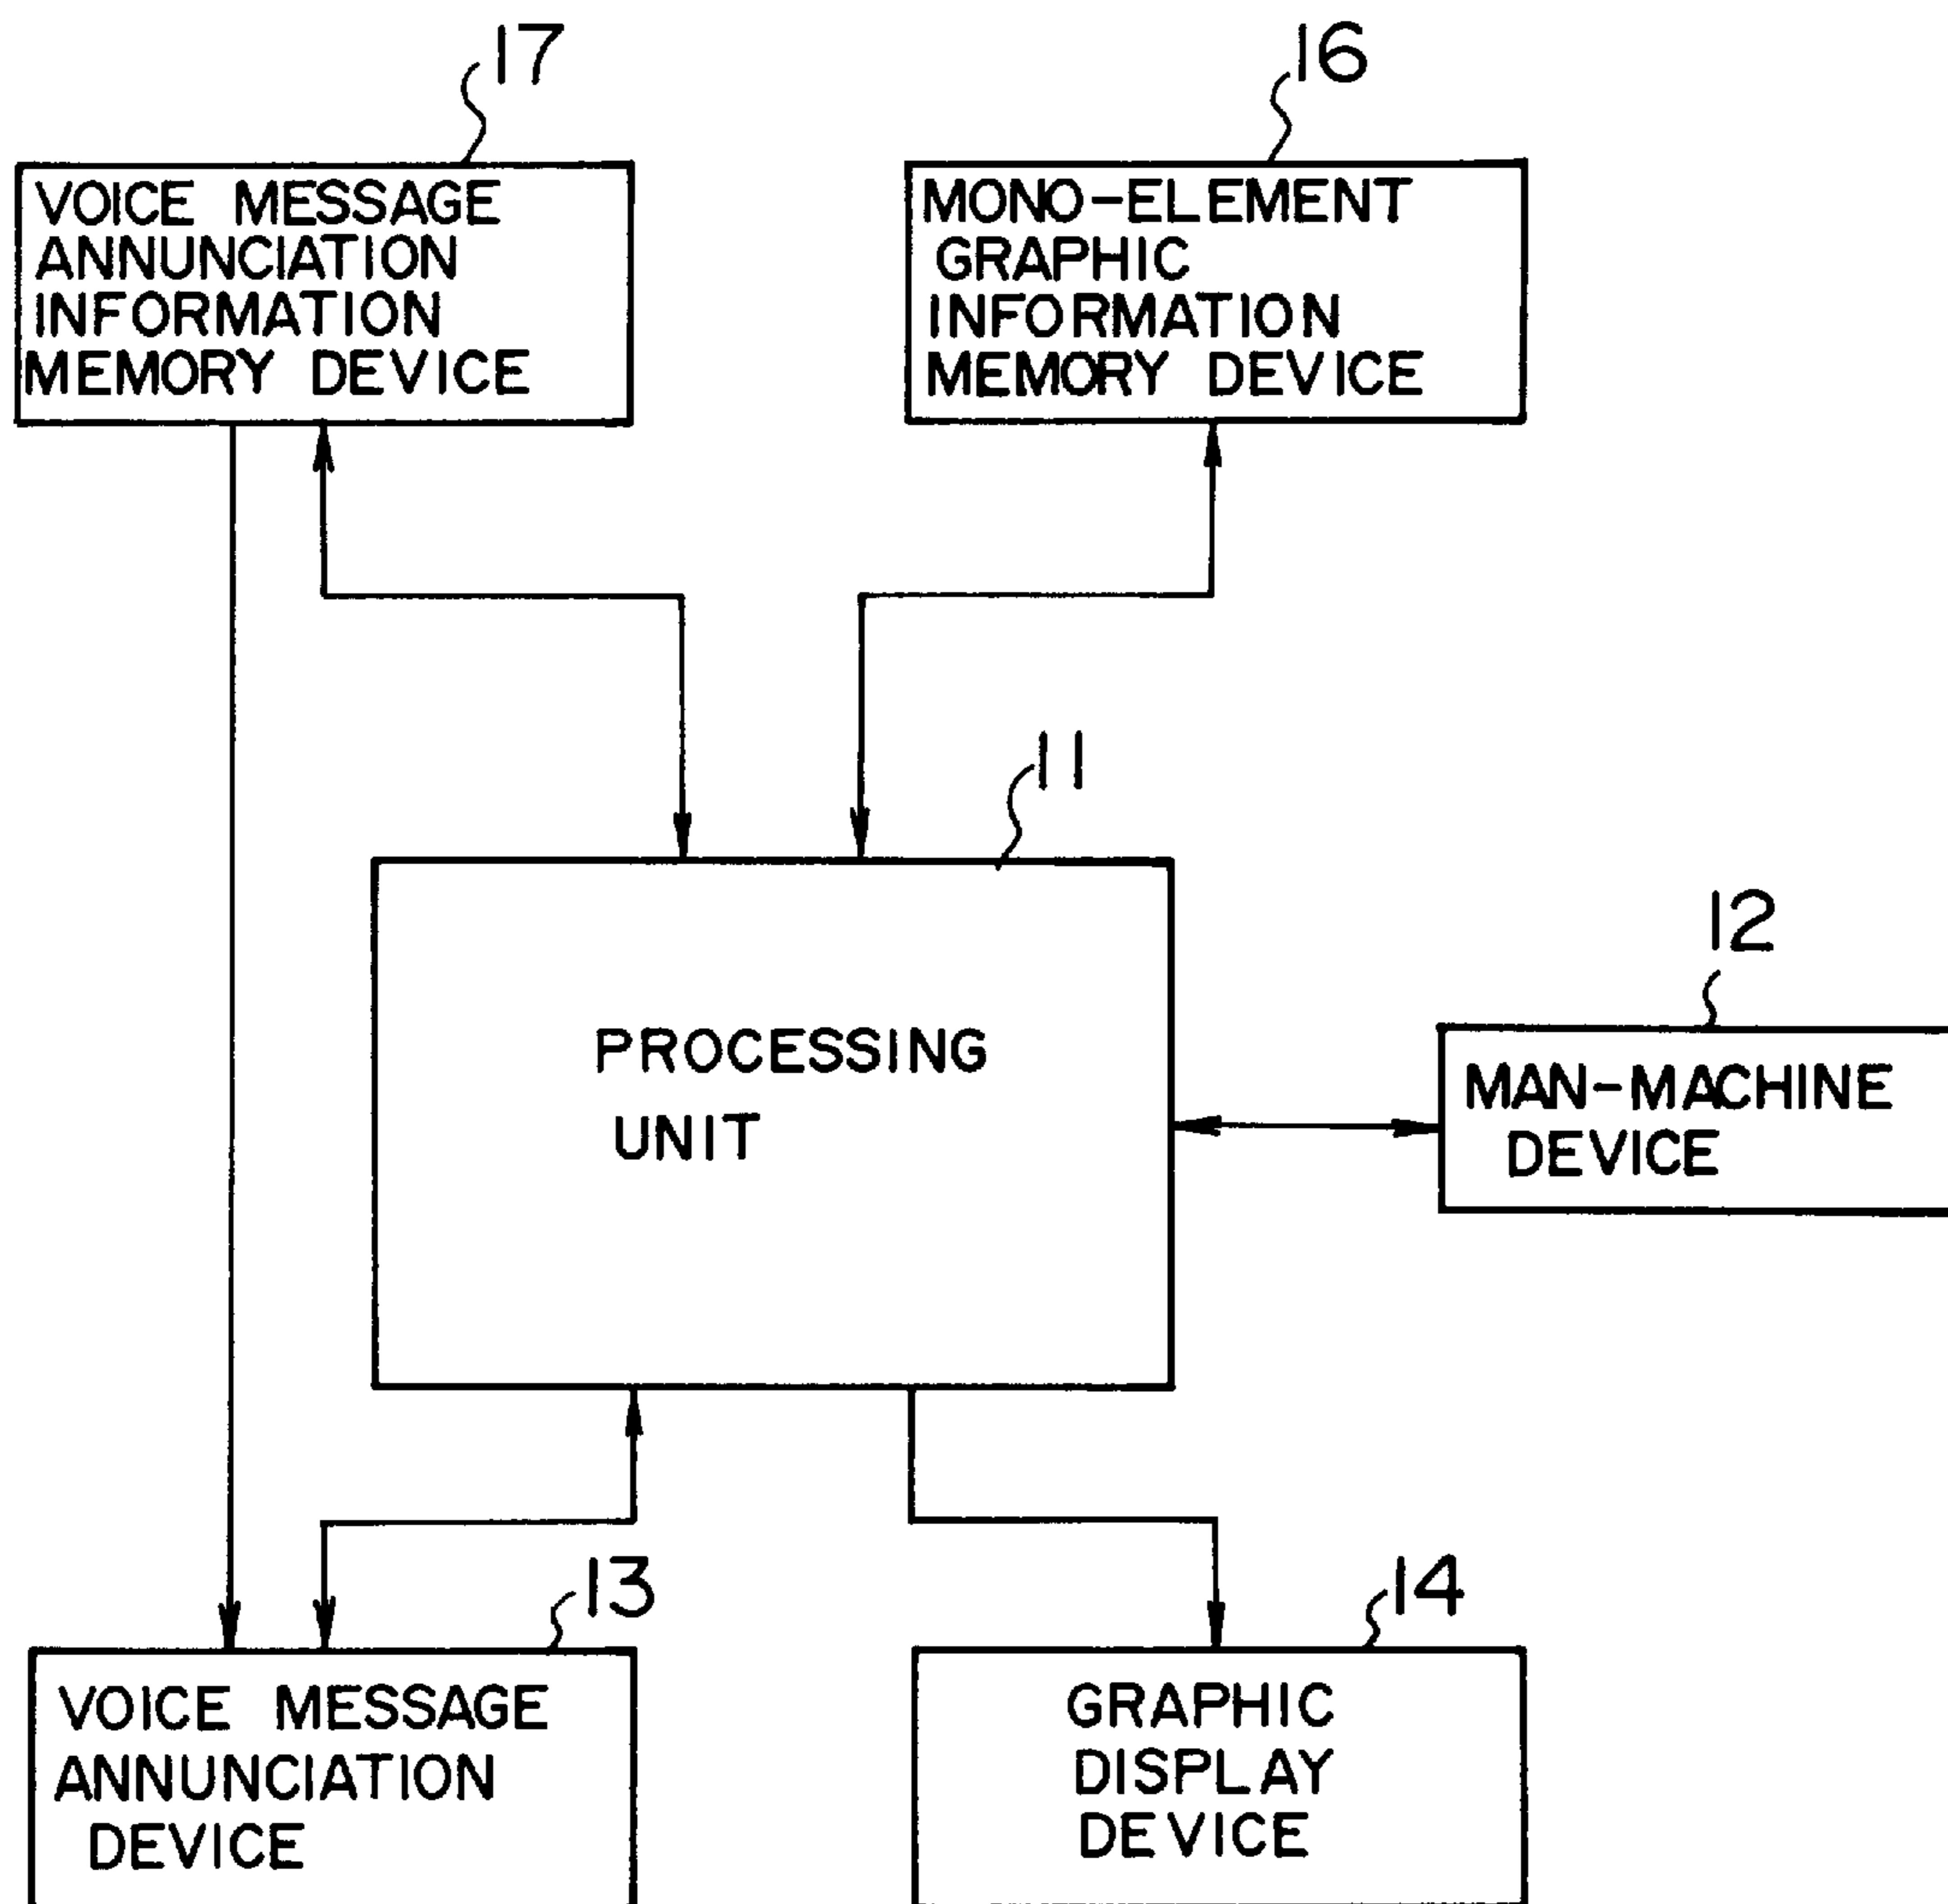 17
16
VOICE MESSAGE
ANNUNCIATION
INFORMATION
MEMORY DEVICE
MONO-ELEMENT
GRAPHIC
INFORMATION
MEMORY DEVICE
11
PROCESSING
UNIT
12
MAN-MACHINE
DEVICE
13
14
VOICE MESSAGE
ANNUNCIATION
DEVICE
GRAPHIC
DISPLAY
DEVICE